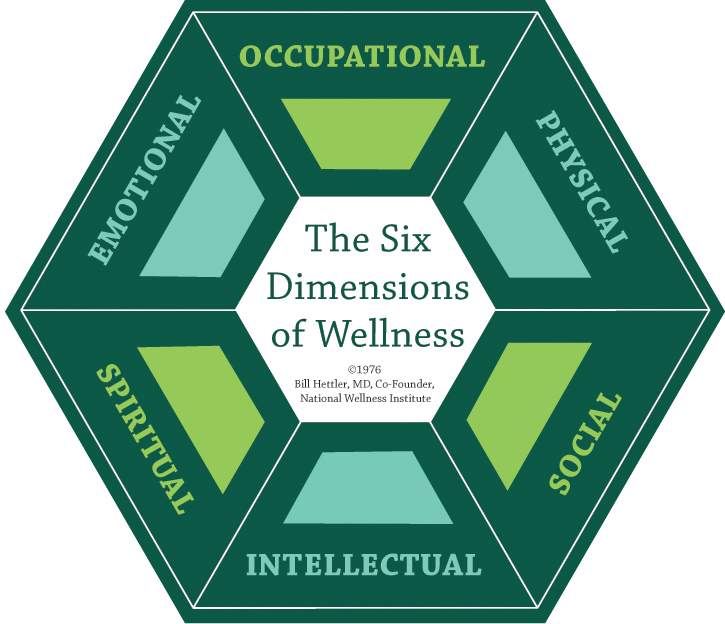 OCCUPATIONAL
EMOTIONAL
PHYSICAL
The Six
Dimensions
of Wellness
©1976
Bill Hettler, MD, Co-Founder,
National Wellness Institute
SPIRITUAL
SOCIAL
INTELLECTUAL